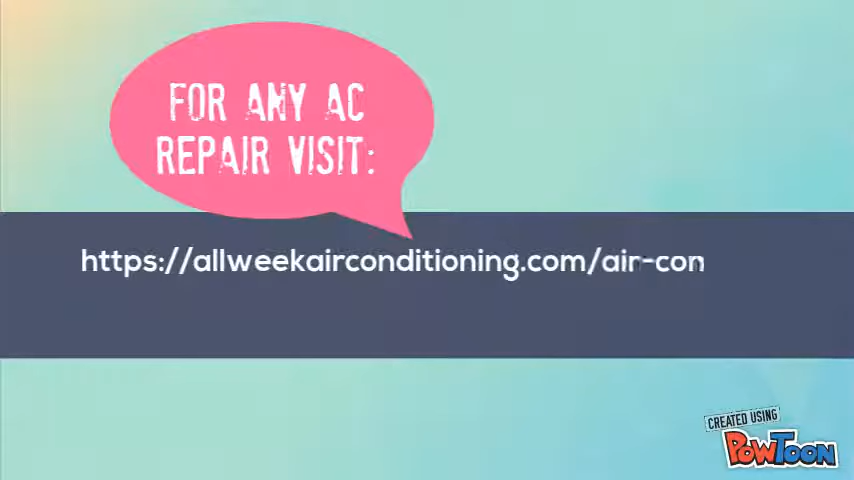 FOR ANY AC
REPAIR VISIT:
https://allweekairconditioning.com/air-con
CREATED USING
POWTOON